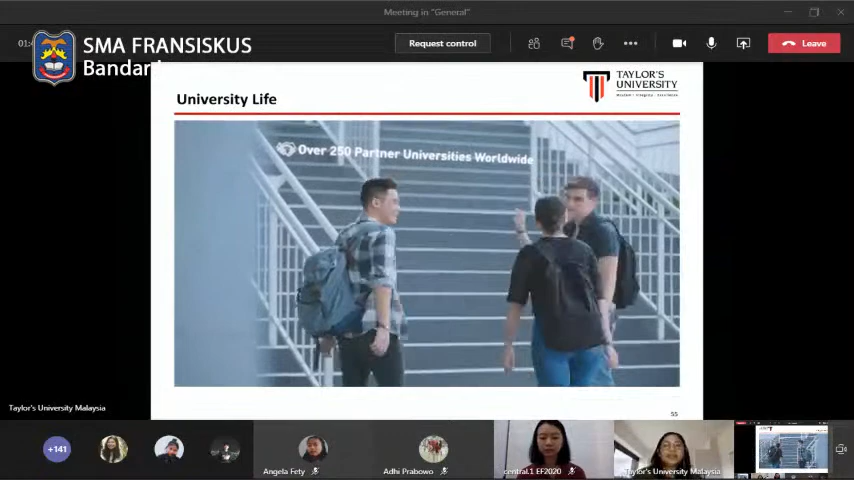 Meeting in "General"
SMA FRANSISKUS
Request control
Leave
University Life
TAYLOR'S
UNIVERSITY
Over 250 Partner Universities Worldwide
Taylor's University Malaysia
55
+141
Angela Fety
Adhi Prabowo
central.1 EF2020
Taylor's University Malaysia